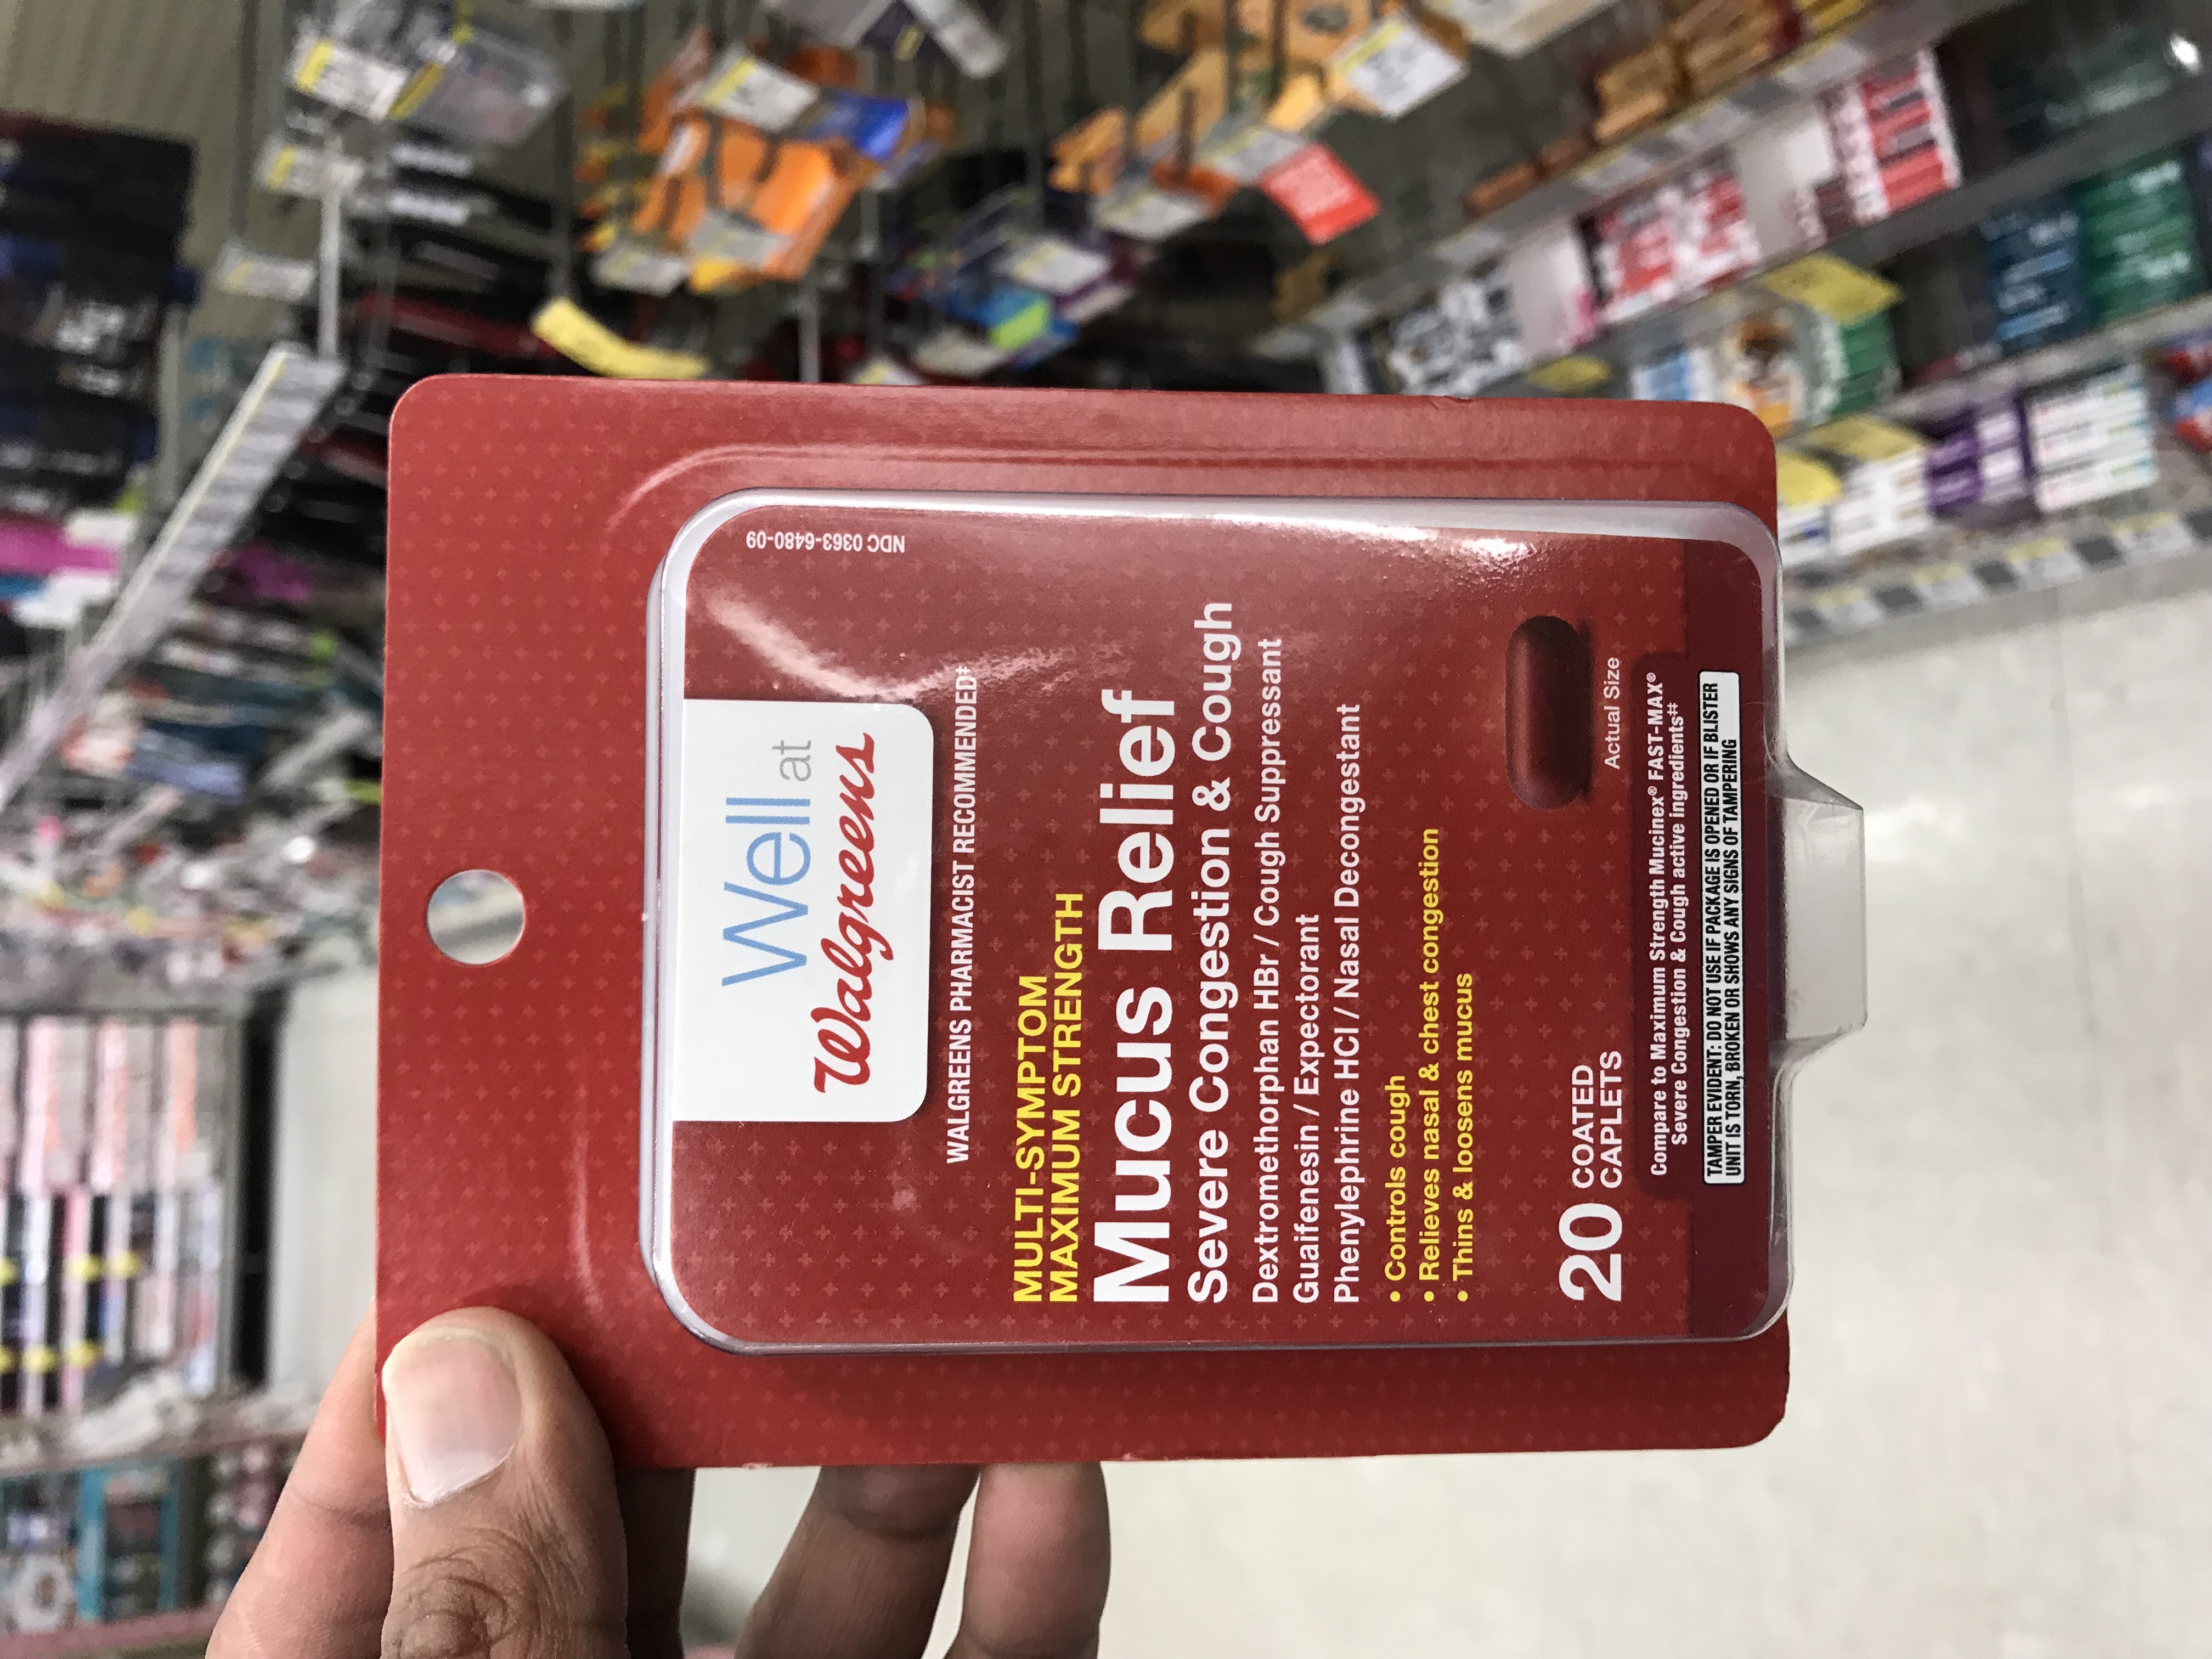 Well at
Walgreens
NDC 0363-6480-09
WALGREENS PHARMACIST RECOMMENDED‡
MULTI-SYMPTOM
MAXIMUM STRENGTH
Mucus Relief
Severe Congestion & Cough
Dextromethorphan HBr / Cough Suppressant
Guaifenesin / Expectorant
Phenylephrine HCl / Nasal Decongestant
• Controls cough
• Relieves nasal & chest congestion
• Thins & loosens mucus
20 COATED
CAPLETS
Actual Size
Compare to Maximum Strength Mucinex® FAST-MAX®
Severe Congestion & Cough active ingredients‡‡
TAMPER EVIDENT: DO NOT USE IF PACKAGE IS OPENED OR IF BLISTER
UNIT IS TORN, BROKEN OR SHOWS ANY SIGNS OF TAMPERING